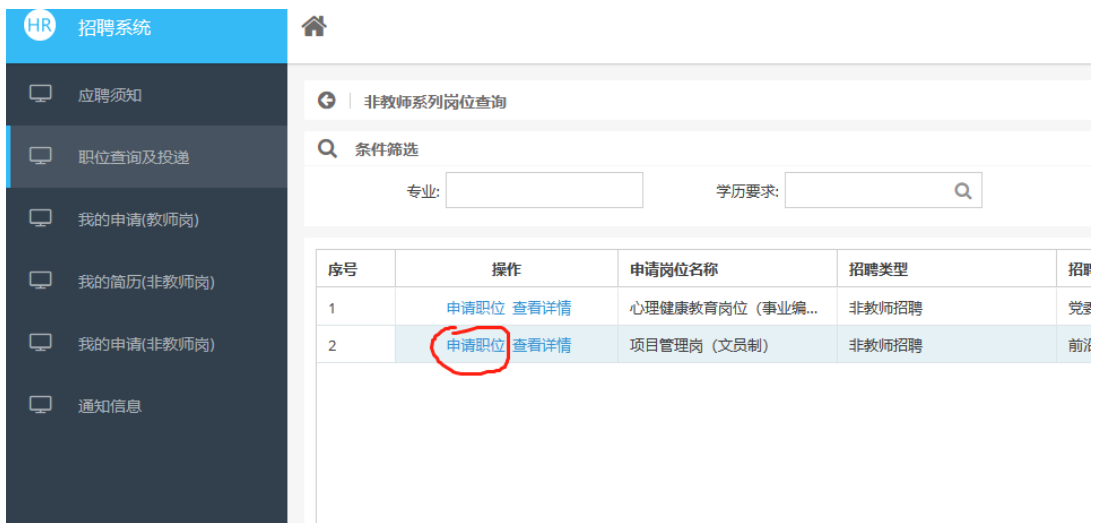 HR 招聘系统
应聘须知
职位查询及投递
我的申请(教师岗)
我的简历(非教师岗)
我的申请(非教师岗)
通知信息
非教师系列岗位查询
条件筛选
专业: 学历要求:
序号 操作 申请岗位名称 招聘类型 招聘
1 申请职位 查看详情 心理健康教育岗位（事业编... 非教师招聘 党委
2 申请职位 查看详情 项目管理岗（文员制） 非教师招聘 前沿